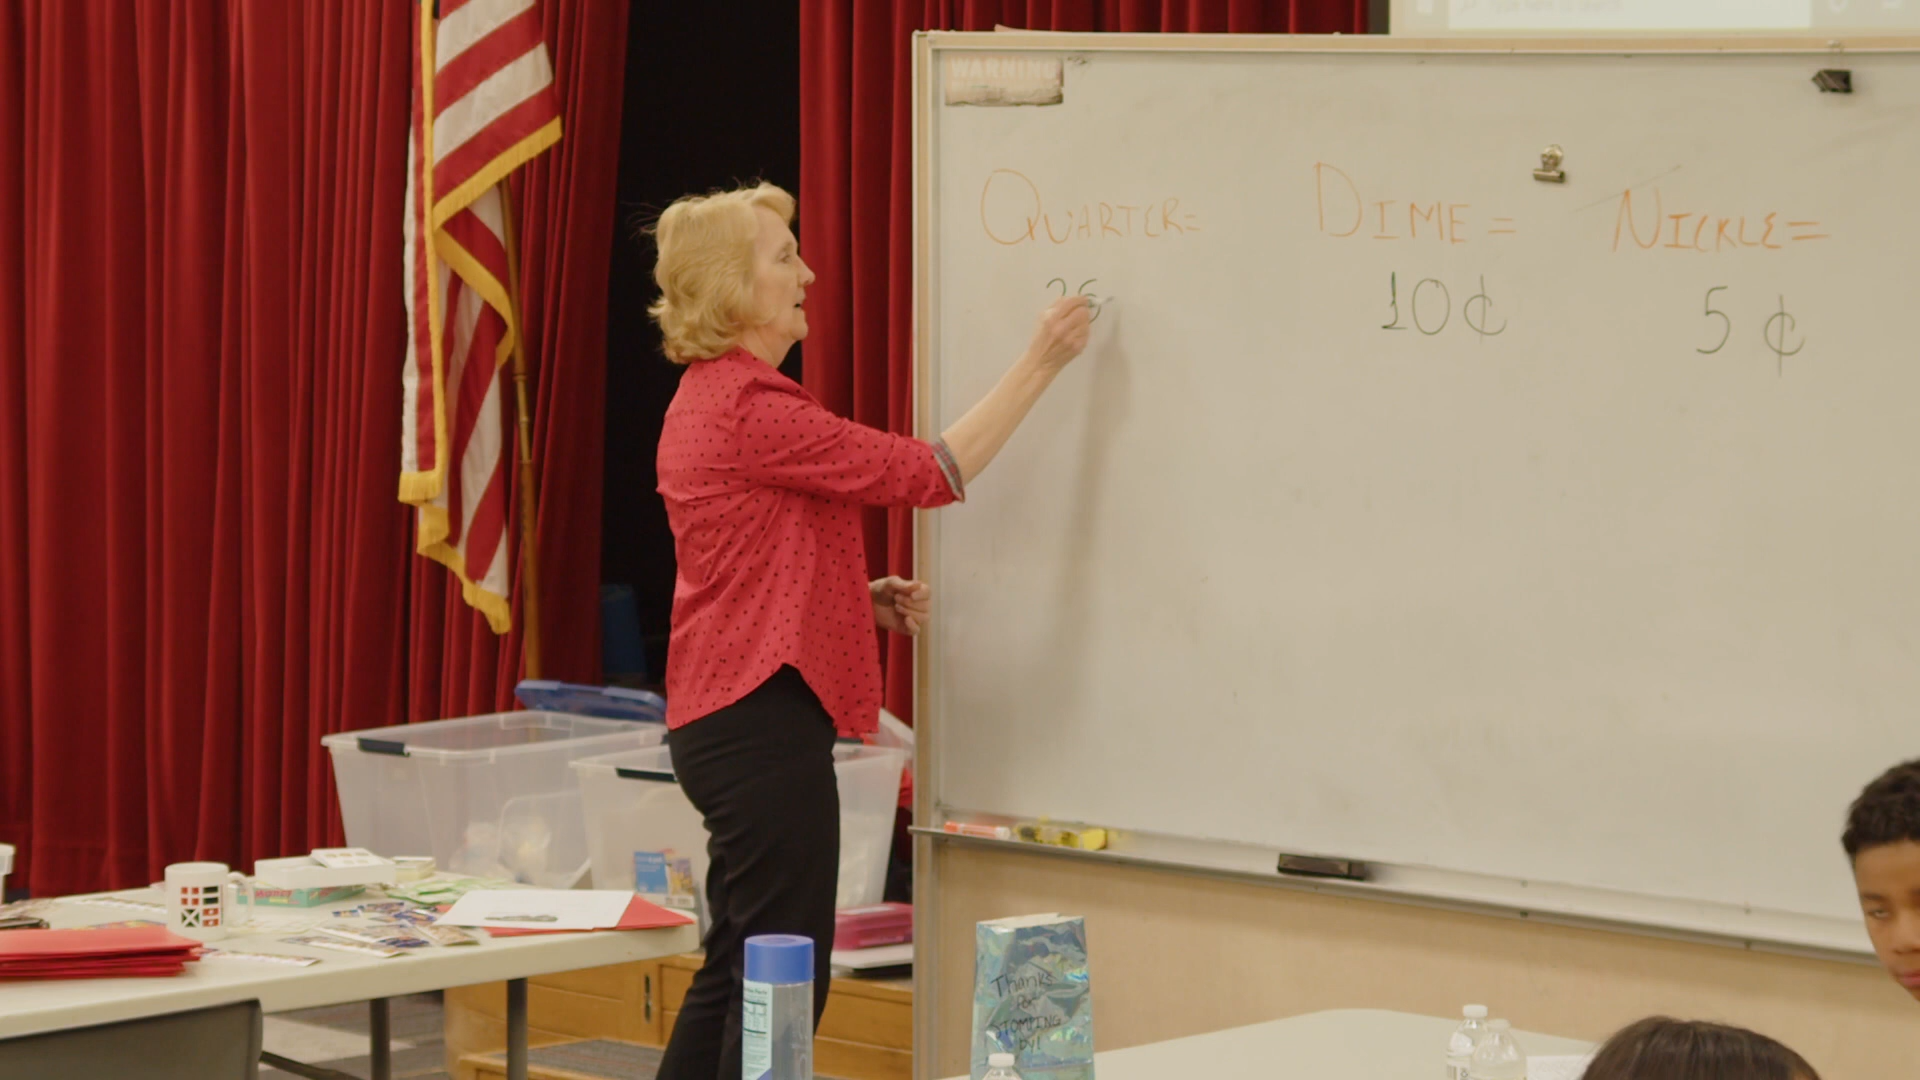 WARNING
QUARTER= DIME = NICKLE=
25 10¢ 5¢
Thanks
for
STOMPING
by!